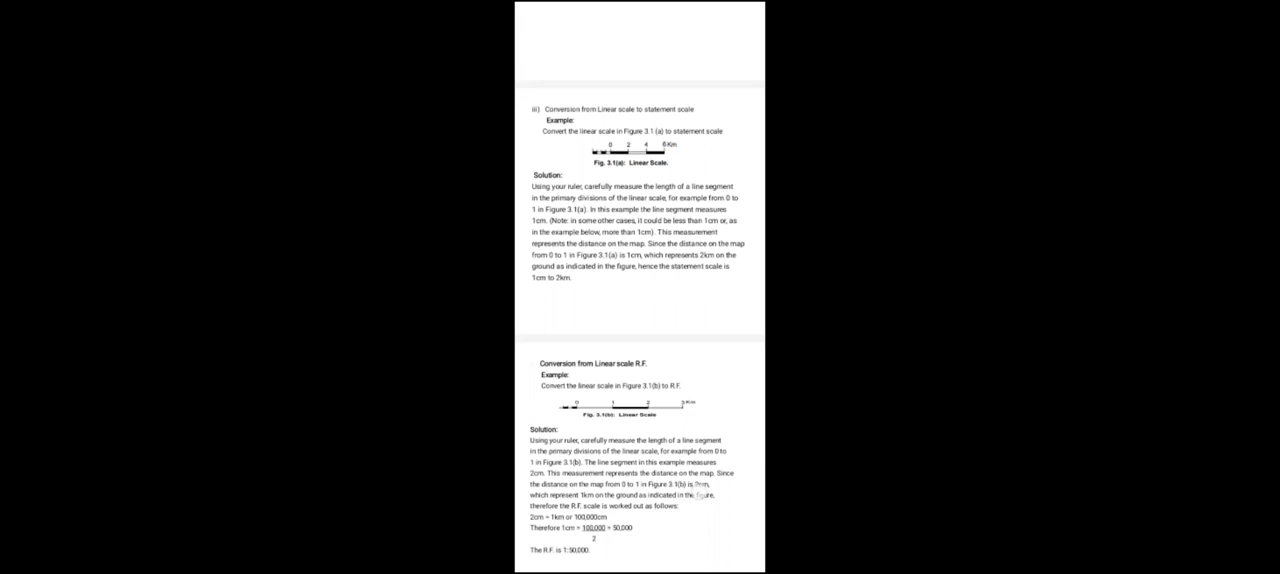 iii) Conversion from Linear scale to statement scale
Example:
Convert the linear scale in Figure 3.1 (a) to statement scale
0 2 4 6 Km
Fig. 3.1(a): Linear Scale.
Solution:
Using your ruler, carefully measure the length of a line segment
in the primary divisions of the linear scale, for example from 0 to
1 in Figure 3.1(a). In this example the line segment measures
1cm. (Note: in some other cases, it could be less than 1cm or, as
in the example below, more than 1cm). This measurement
represents the distance on the map. Since the distance on the map
from 0 to 1 in Figure 3.1(a) is 1cm, which represents 2km on the
ground as indicated in the figure, hence the statement scale is
1cm to 2km.
Conversion from Linear scale R.F.
Example:
Convert the linear scale in Figure 3.1(b) to R.F.
0 1 2 3 Km
Fig. 3.1(b): Linear Scale
Solution:
Using your ruler, carefully measure the length of a line segment
in the primary divisions of the linear scale, for example from 0 to
1 in Figure 3.1(b). The line segment in this example measures
2cm. This measurement represents the distance on the map. Since
the distance on the map from 0 to 1 in Figure 3.1(b) is 2cm,
which represent 1km on the ground as indicated in the figure,
therefore the R.F. scale is worked out as follows:
2cm = 1km or 100,000cm
Therefore 1cm = 100,000 = 50,000
2
The R.F. is 1:50,000.